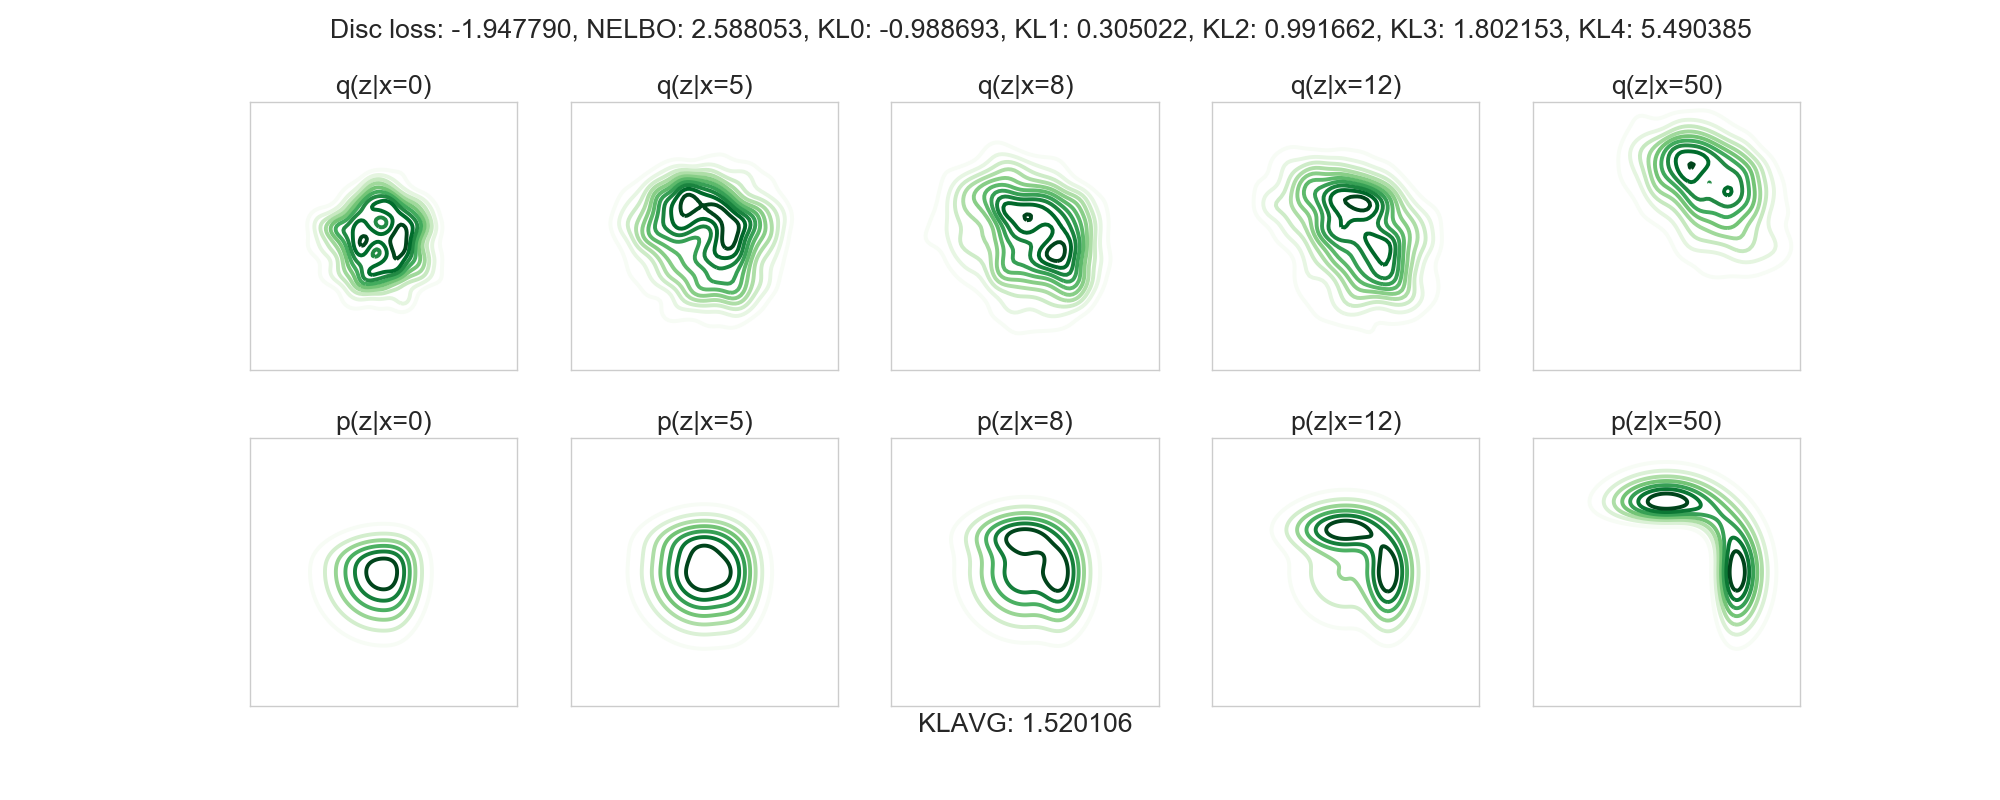 Disc loss: -1.947790, NELBO: 2.588053, KL0: -0.988693, KL1: 0.305022, KL2: 0.991662, KL3: 1.802153, KL4: 5.490385
q(z|x=0) q(z|x=5) q(z|x=8) q(z|x=12) q(z|x=50)
p(z|x=0) p(z|x=5) p(z|x=8) p(z|x=12) p(z|x=50)
KLAVG: 1.520106